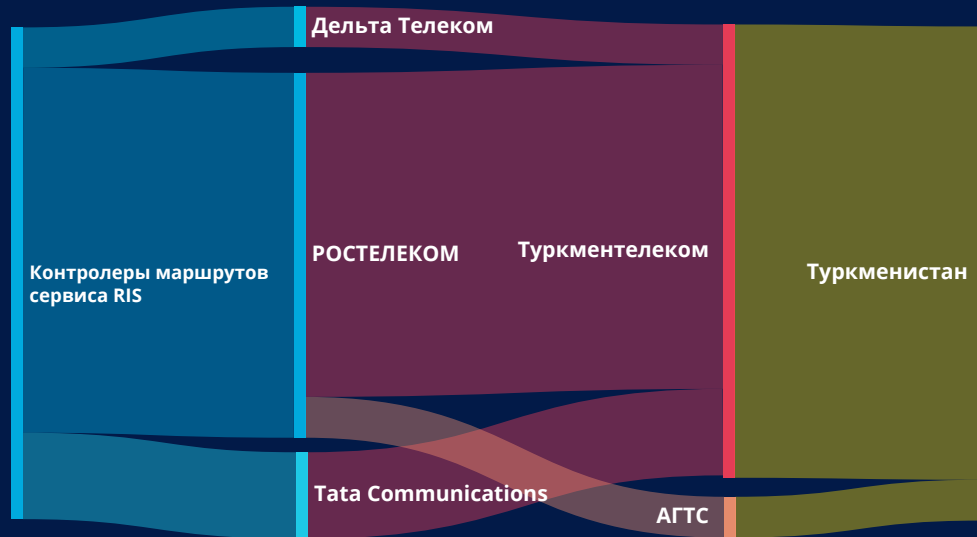 Дельта Телеком
РОСТЕЛЕКОМ
Туркментелеком
Контролеры маршрутов
сервиса RIS
Туркменистан
Tata Communications
АГТС